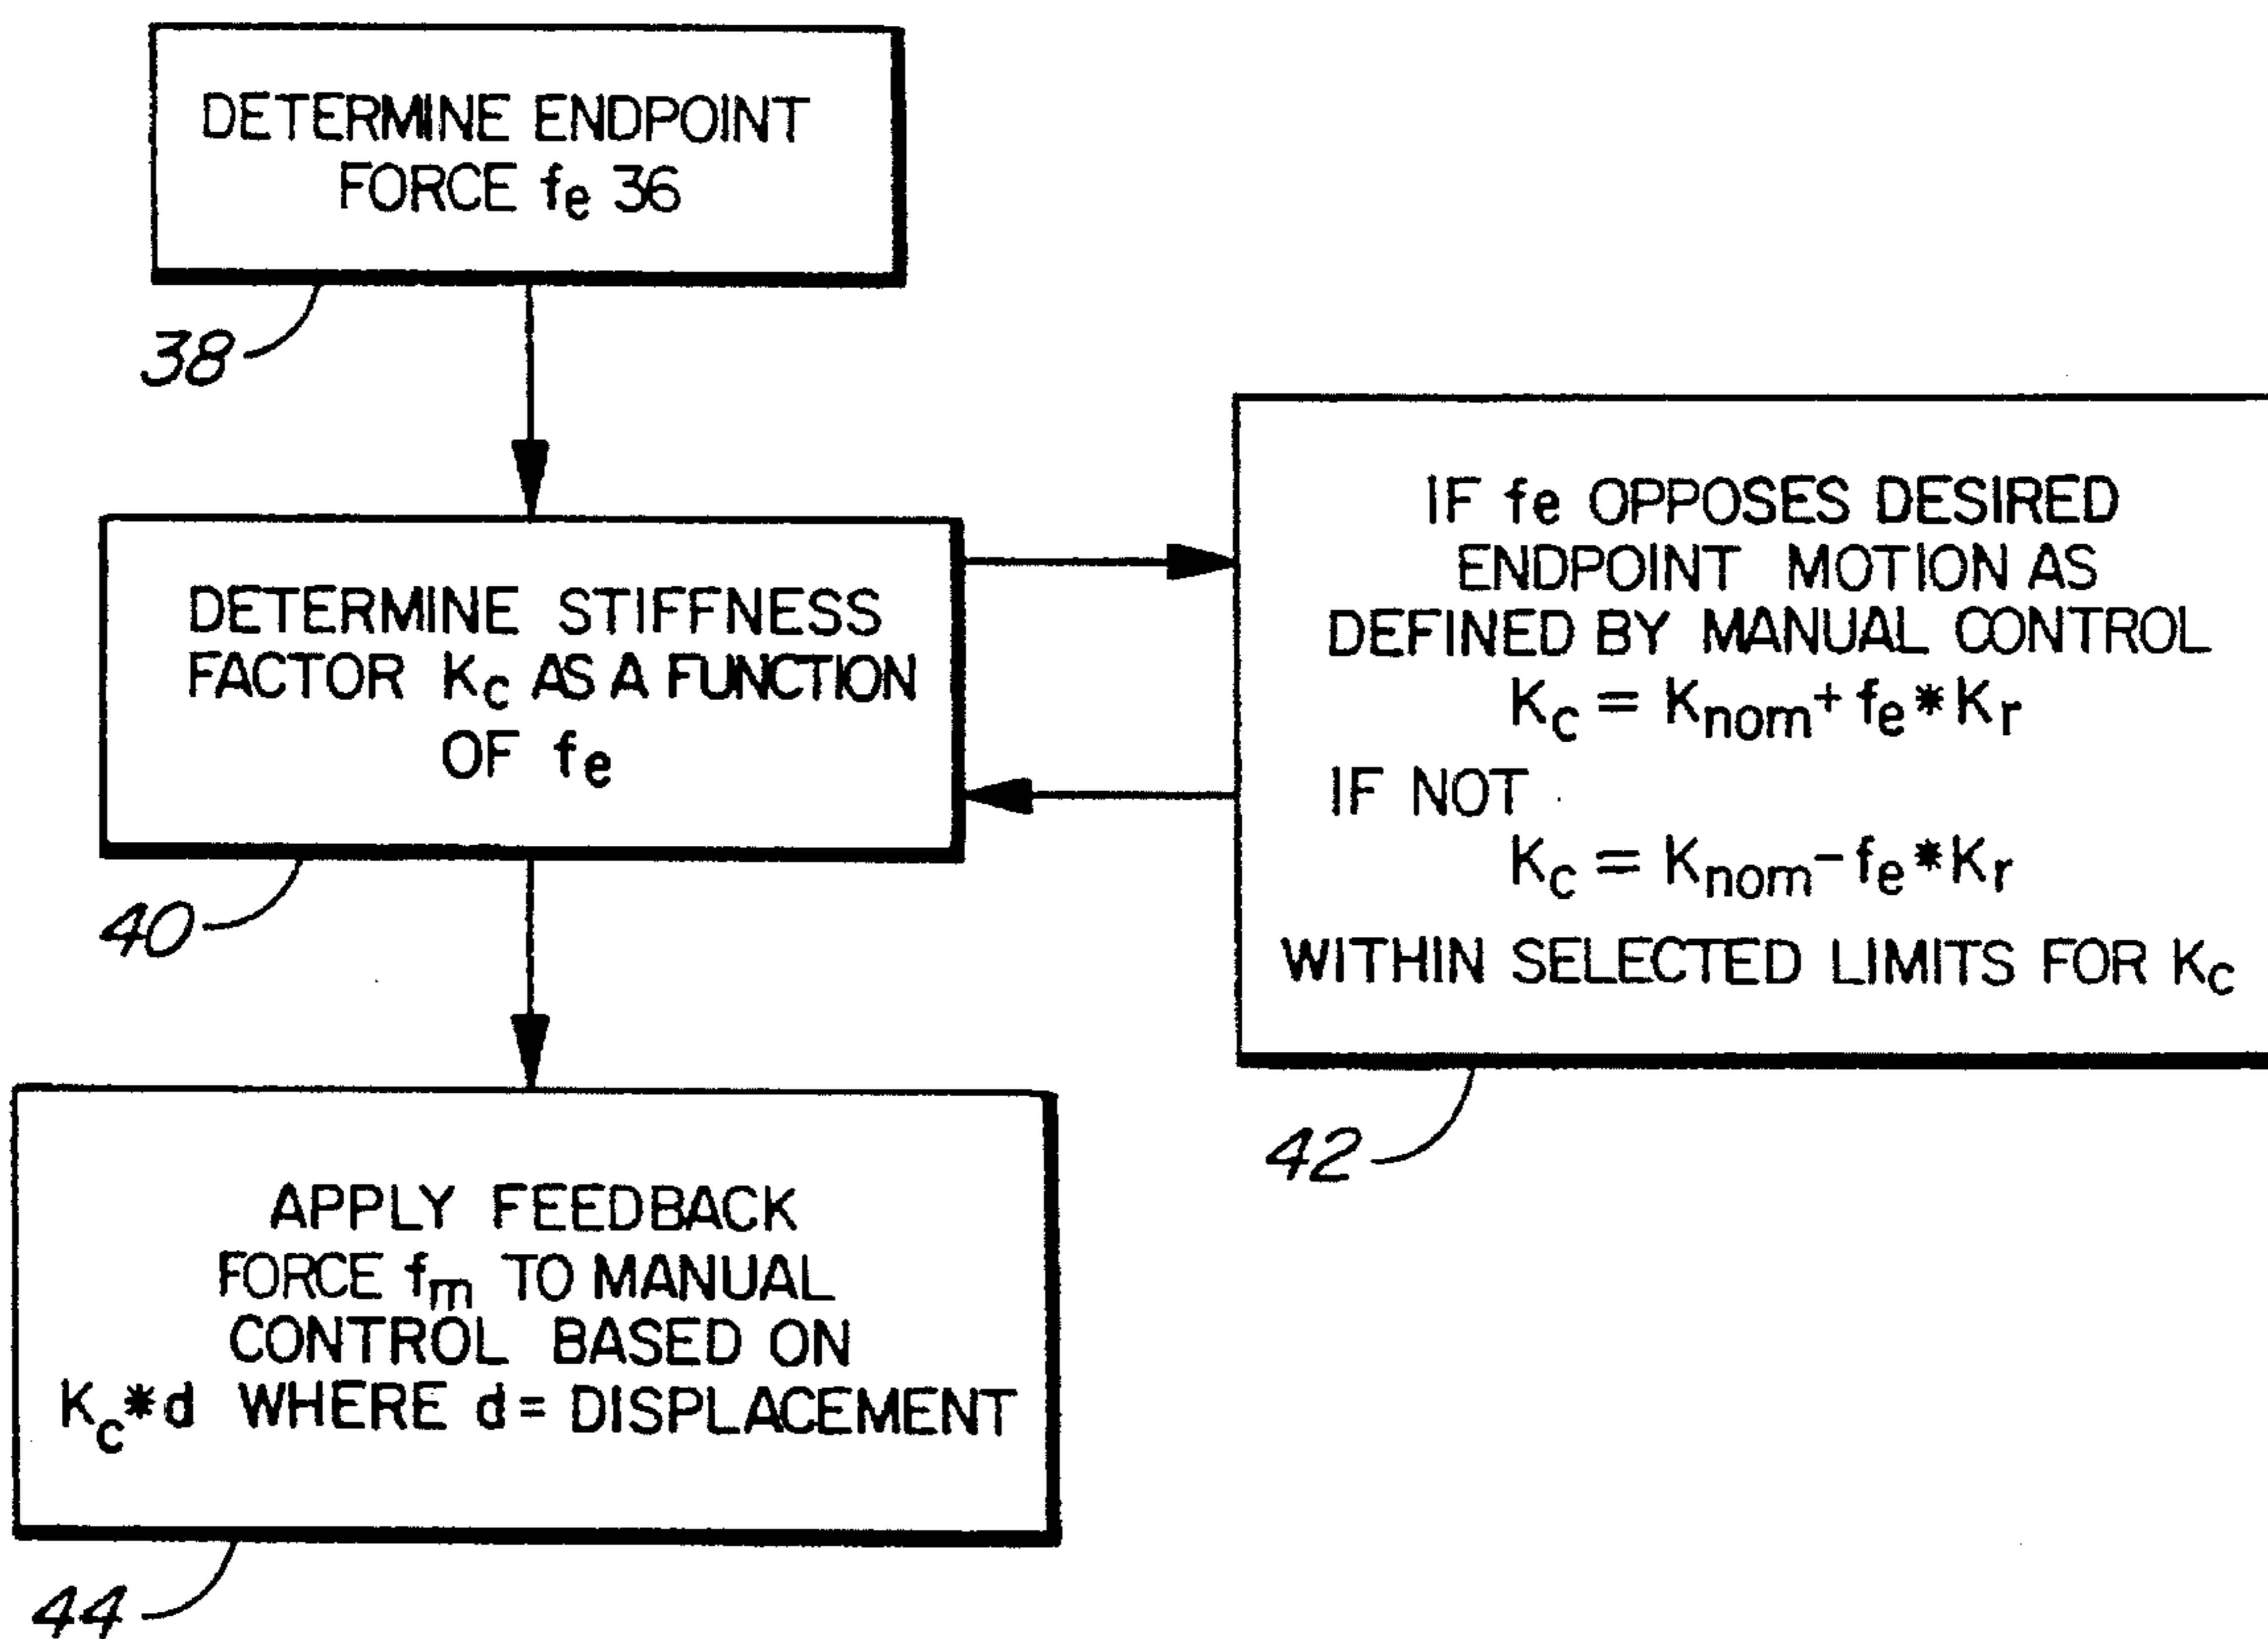 DETERMINE ENDPOINT
FORCE fe 36
38
DETERMINE STIFFNESS
FACTOR Kc AS A FUNCTION
OF fe
40
IF fe OPPOSES DESIRED
ENDPOINT MOTION AS
DEFINED BY MANUAL CONTROL
Kc = Knom + fe * Kr
IF NOT
Kc = Knom - fe * Kr
WITHIN SELECTED LIMITS FOR Kc
42
APPLY FEEDBACK
FORCE fm TO MANUAL
CONTROL BASED ON
Kc * d WHERE d = DISPLACEMENT
44